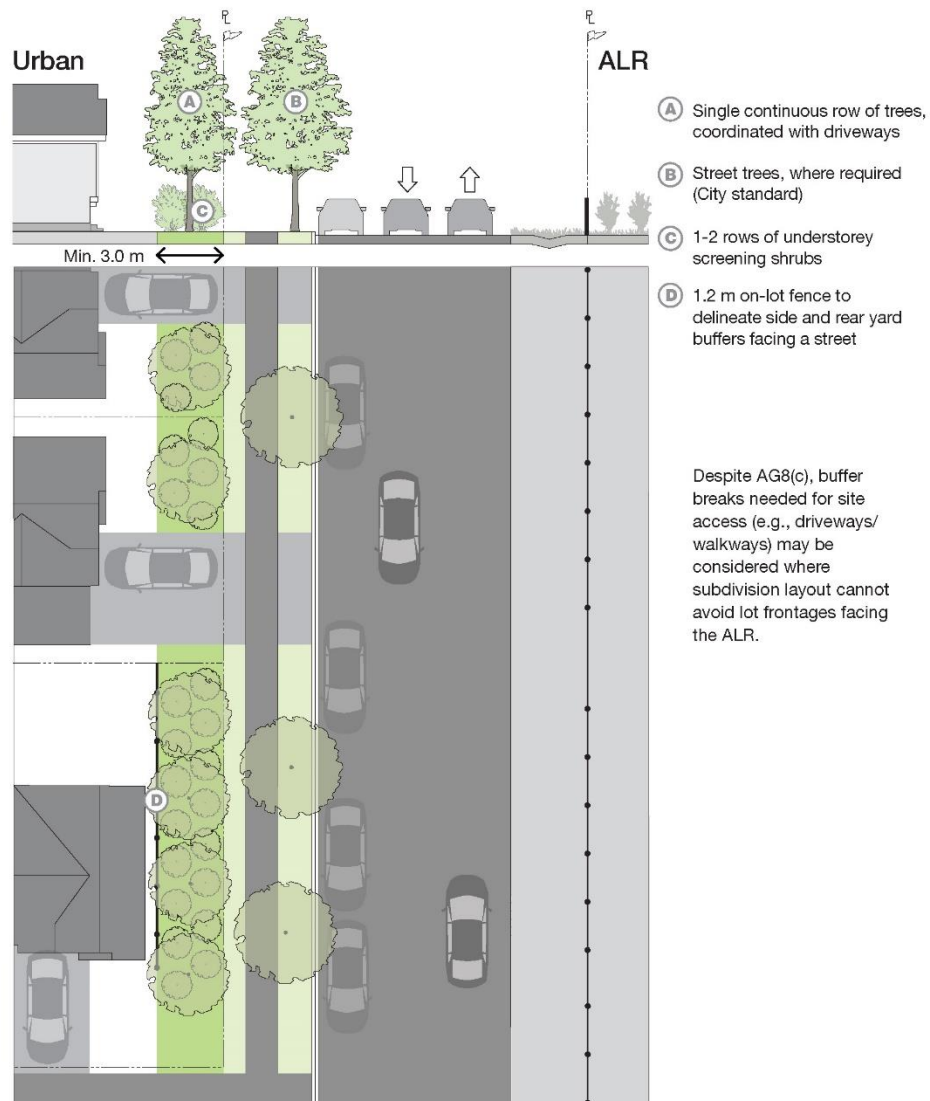 PL
PL
Urban
ALR
A
B
C
Min. 3.0 m
A Single continuous row of trees,
coordinated with driveways
B Street trees, where required
(City standard)
C 1-2 rows of understorey
screening shrubs
D 1.2 m on-lot fence to
delineate side and rear yard
buffers facing a street
Despite AG8(c), buffer
breaks needed for site
access (e.g., driveways/
walkways) may be
considered where
subdivision layout cannot
avoid lot frontages facing
the ALR.
D